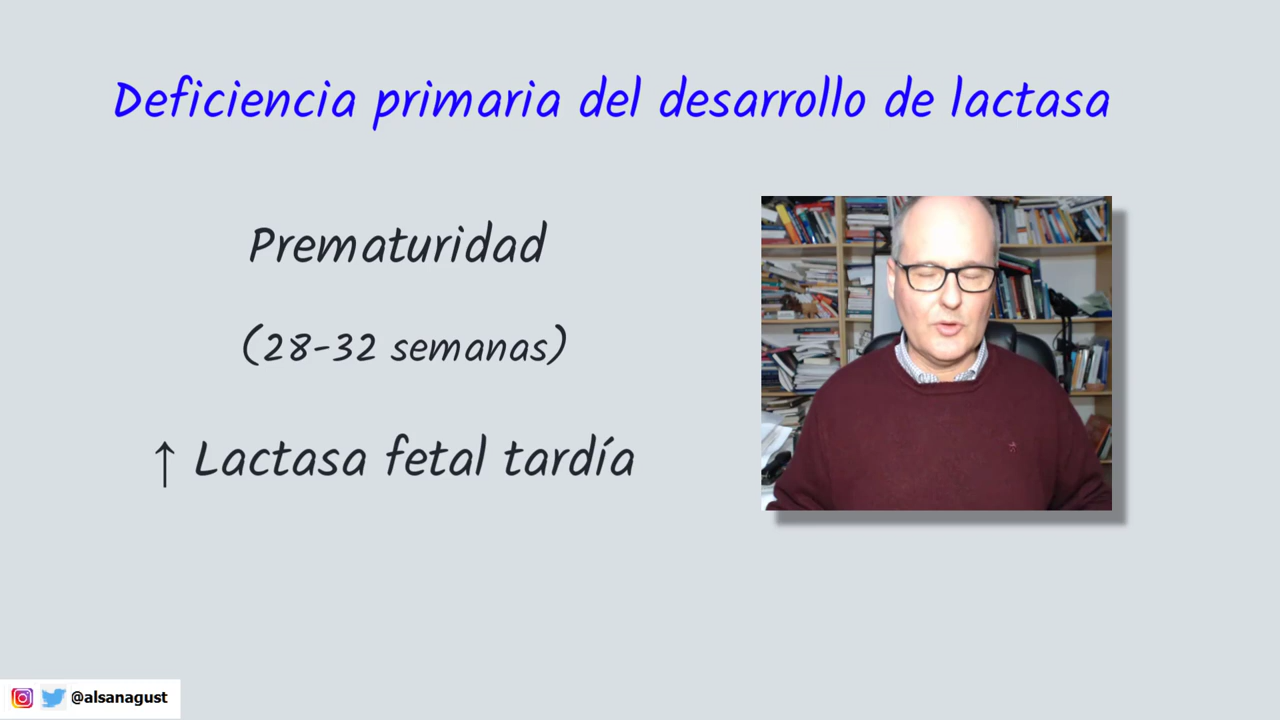 Deficiencia primaria del desarrollo de lactasa
Prematuridad
(28-32 semanas)
↑ Lactasa fetal tardía
@alsanagust